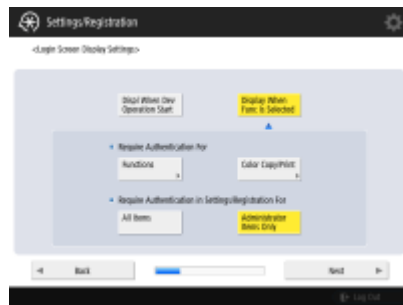 Settings/Registration
<Login Screen Display Settings>
Displ When Dev
Operation Start
Display When
Func Is Selected
Require Authentication For
Functions
Color Copy/Print
Require Authentication in Settings/Registration For
All Items
Administrator
Items Only
Back
Next
Log Out